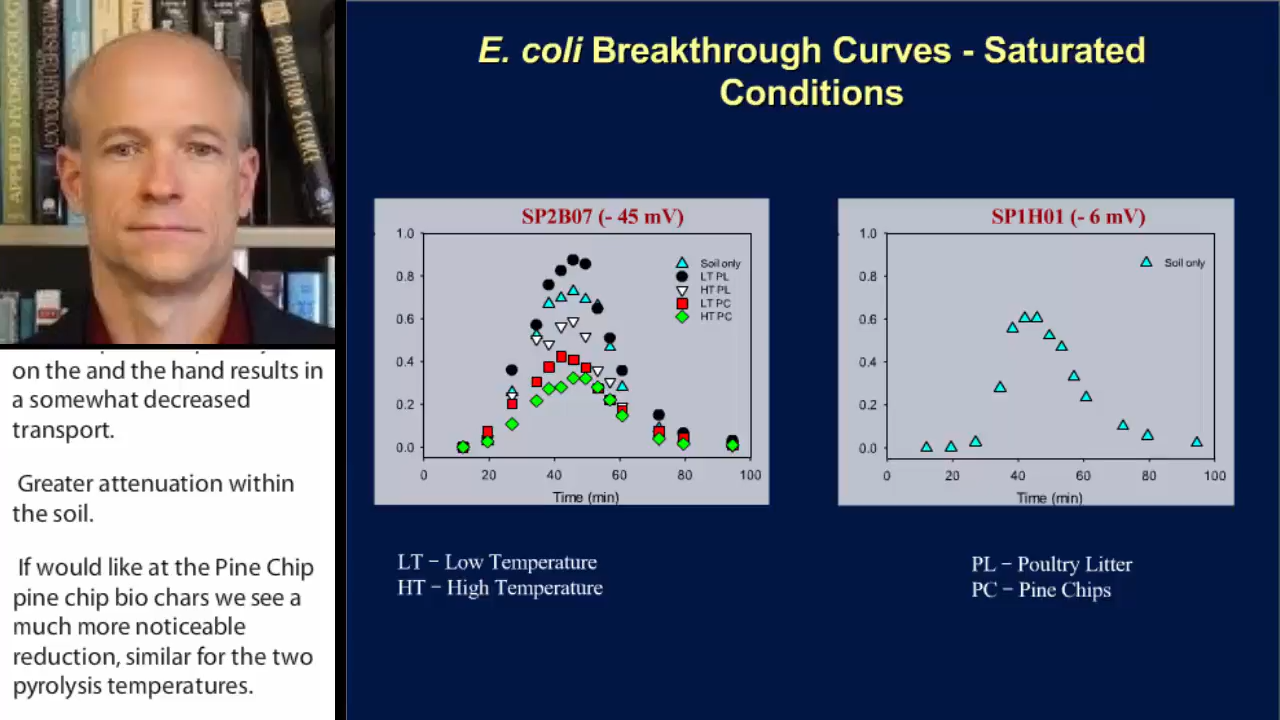 APPLIED HYDROGEOLOGY
POLLUTION SCIENCE
on the and the hand results in
a somewhat decreased
transport.
Greater attenuation within
the soil.
If would like at the Pine Chip
pine chip bio chars we see a
much more noticeable
reduction, similar for the two
pyrolysis temperatures.
E. coli Breakthrough Curves - Saturated
Conditions
SP2B07 (- 45 mV)
1.0
0.8
0.6
0.4
0.2
0.0
0 20 40 60 80 100
Time (min)
Soil only
LT PL
HT PL
LT PC
HT PC
SP1H01 (- 6 mV)
1.0
0.8
0.6
0.4
0.2
0.0
0 20 40 60 80 100
Time (min)
Soil only
LT – Low Temperature
HT – High Temperature
PL – Poultry Litter
PC – Pine Chips